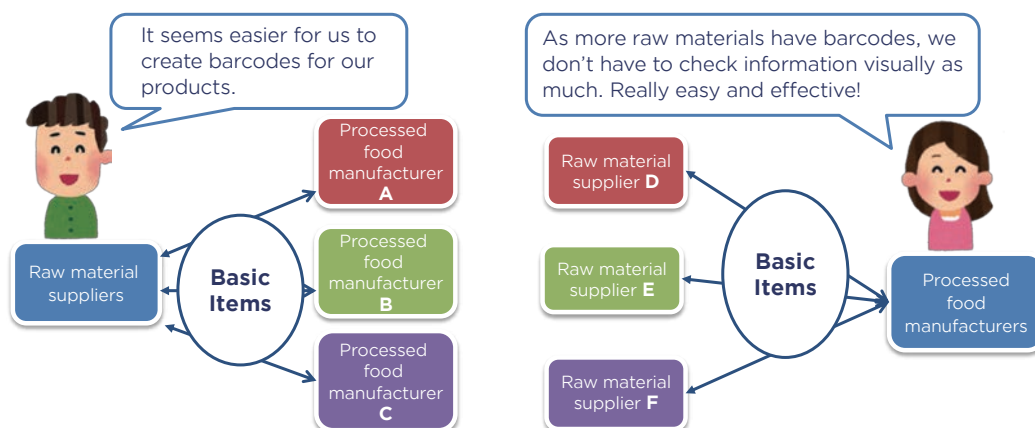 It seems easier for us to
create barcodes for our
products.
As more raw materials have barcodes, we
don't have to check information visually as
much. Really easy and effective!
Raw material
suppliers
Basic
Items
Processed
food
manufacturer
A
Processed
food
manufacturer
B
Processed
food
manufacturer
C
Raw material
supplier D
Raw material
supplier E
Raw material
supplier F
Basic
Items
Processed
food
manufacturers